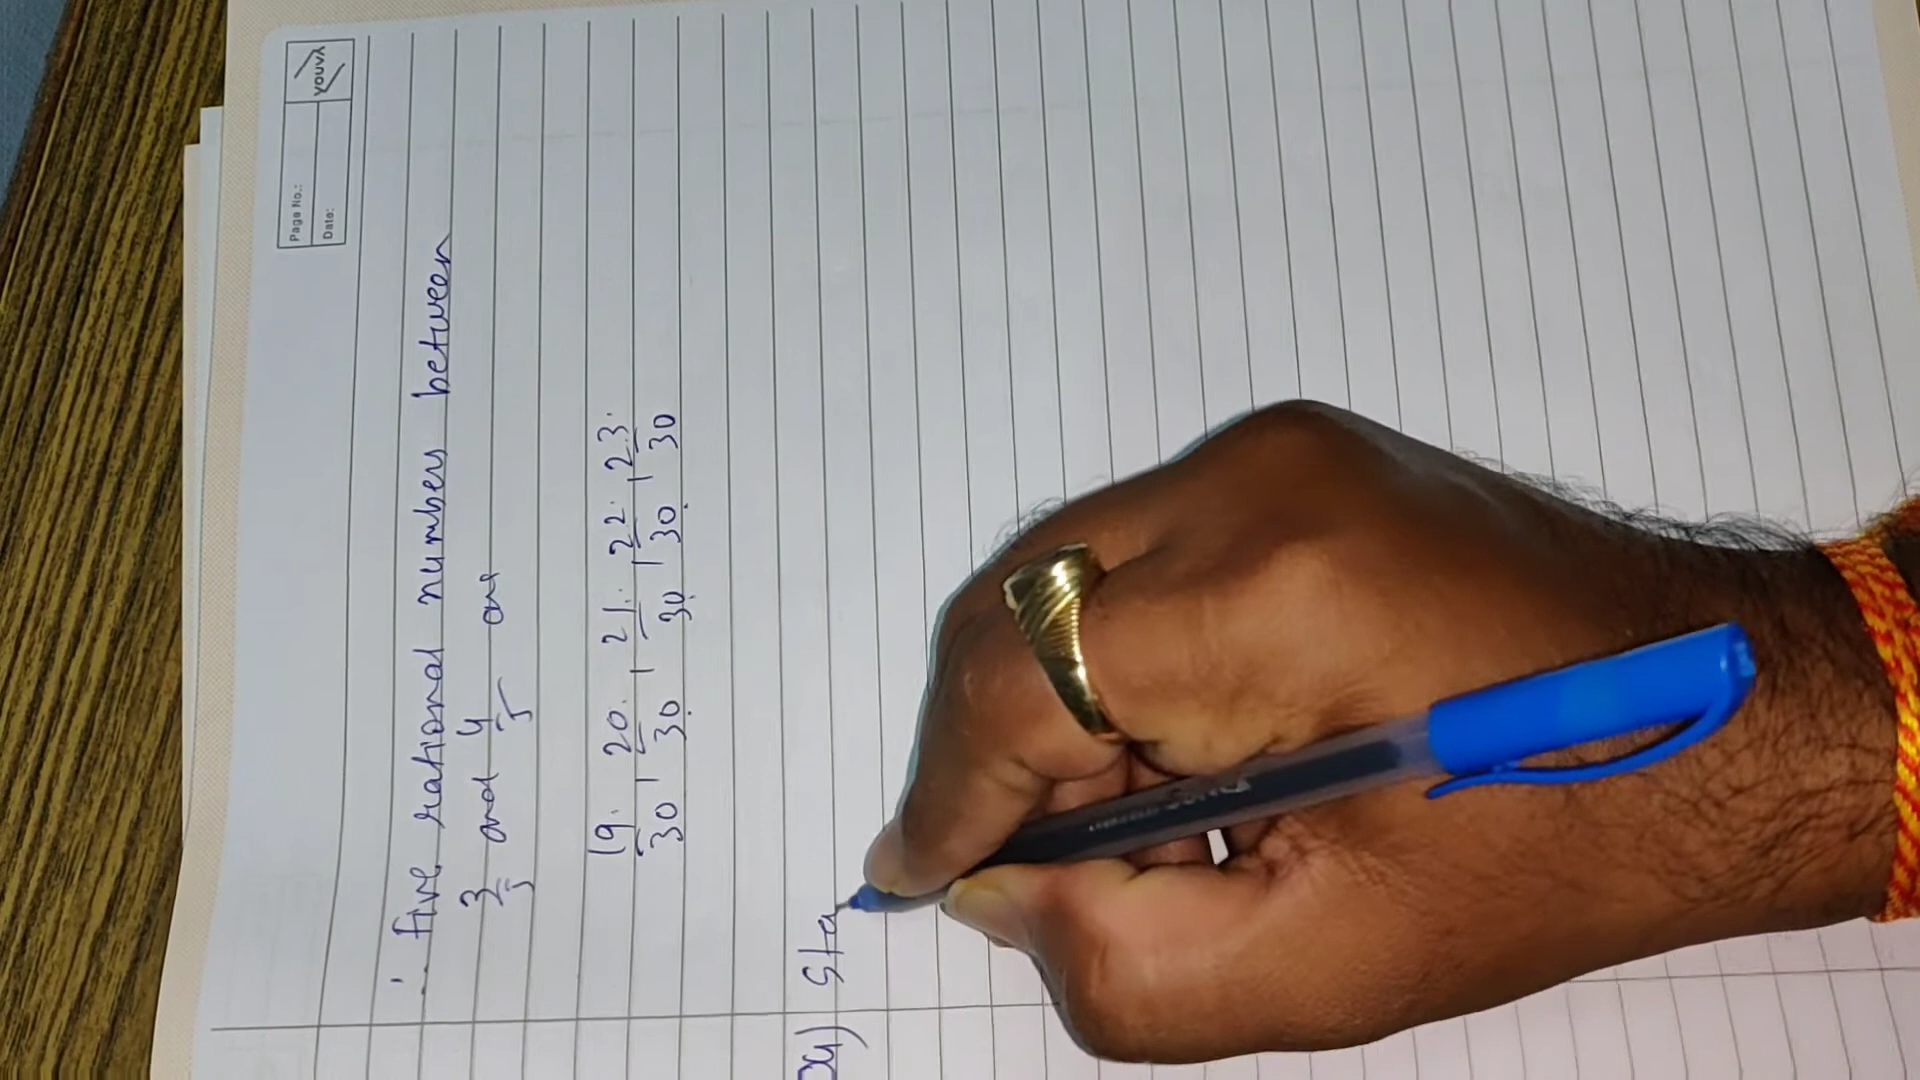 youva
Page No.:
Date:
∴ five rational numbers between
3/5 and 4/5 are
19/30, 20/30, 21/30, 22/30, 23/30
Q4) Sta